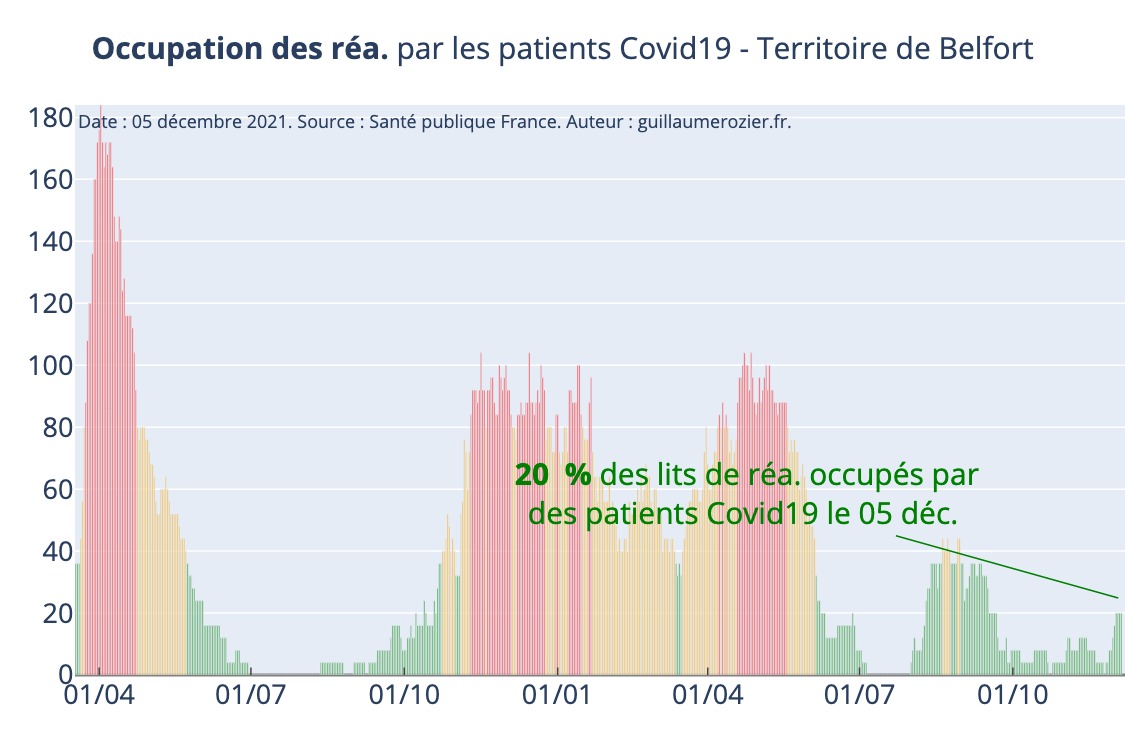 Occupation des réa. par les patients Covid19 - Territoire de Belfort
180
Date : 05 décembre 2021. Source : Santé publique France. Auteur : guillaumerozier.fr.
160
140
120
100
80
20 % des lits de réa. occupés par
60
des patients Covid19 le 05 déc.
40
20
0
01/04 01/07 01/10 01/01 01/04 01/07 01/10